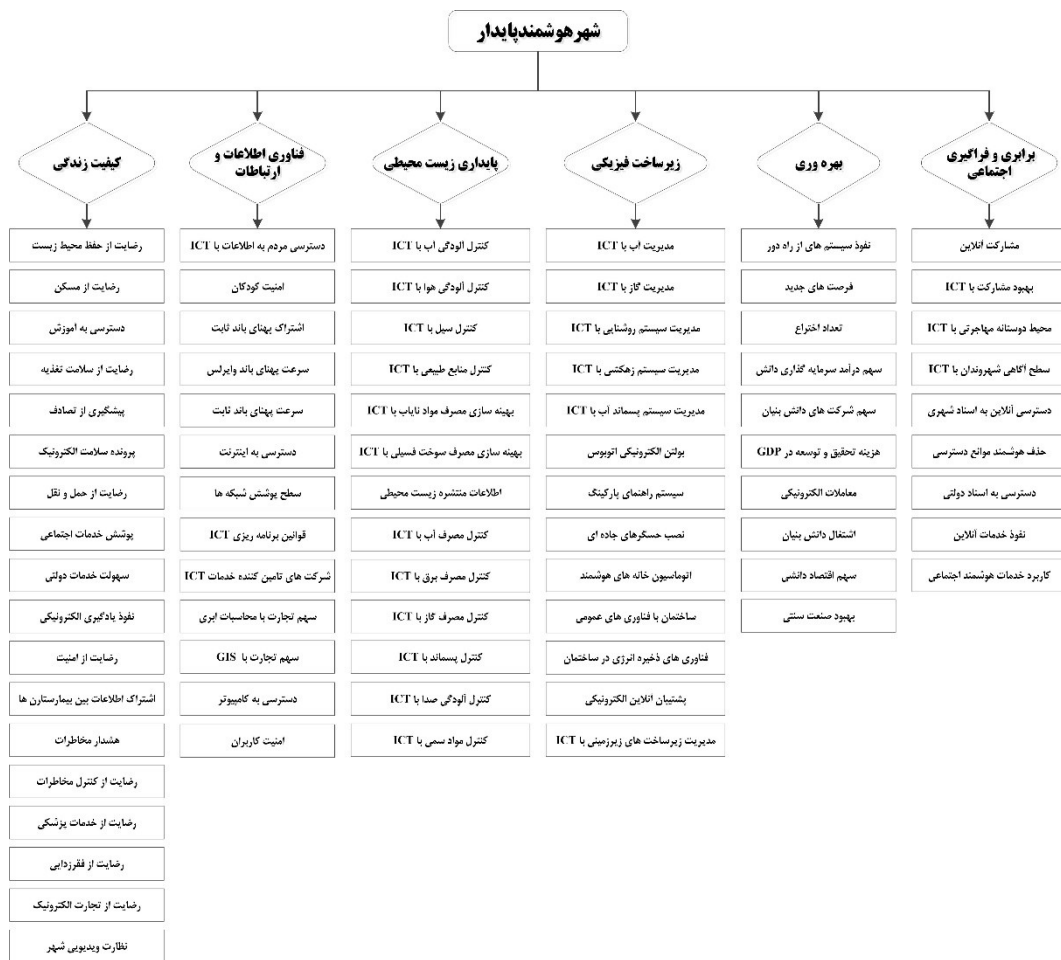 شهر هوشمند پایدار
برابری و فراگیری
اجتماعی
مشارکت آنلاین
بهبود مشارکت با ICT
محیط دوستانه مهاجرتی با ICT
سطح آگاهی شهروندان با ICT
دسترسی آنلاین به اسناد شهری
حذف هوشمند موانع دسترسی
دسترسی به اسناد دولتی
نفوذ خدمات آنلاین
کاربرد خدمات هوشمند اجتماعی
بهره وری
نفوذ سیستم های از راه دور
فرصت های جدید
تعداد اختراع
سهم درآمد سرمایه گذاری دانش
سهم شرکت های دانش بنیان
هزینه تحقیق و توسعه در GDP
معاملات الکترونیکی
اشتغال دانش بنیان
سهم اقتصاد دانشی
بهبود صنعت سنتی
زیرساخت فیزیکی
مدیریت آب با ICT
مدیریت گاز با ICT
مدیریت سیستم روشنایی با ICT
مدیریت سیستم زهکشی با ICT
مدیریت سیستم پسماند آب با ICT
بولتن الکترونیکی اتوبوس
سیستم راهنمای پارکینگ
نصب حسگرهای جاده ای
اتوماسیون خانه های هوشمند
ساختمان با فناوری های عمومی
فناوری های ذخیره انرژی در ساختمان
پشتیبان آنلاین الکترونیکی
مدیریت زیرساخت های زیرزمینی با ICT
پایداری زیست محیطی
کنترل آلودگی آب با ICT
کنترل آلودگی هوا با ICT
کنترل سیل با ICT
کنترل منابع طبیعی با ICT
بهینه سازی مصرف مواد نایاب با ICT
بهینه سازی مصرف سوخت فسیلی با ICT
اطلاعات منتشره زیست محیطی
کنترل مصرف آب با ICT
کنترل مصرف برق با ICT
کنترل مصرف گاز با ICT
کنترل پسماند با ICT
کنترل آلودگی صدا با ICT
کنترل مواد سمی با ICT
فناوری اطلاعات و
ارتباطات
دسترسی مردم به اطلاعات با ICT
امنیت کودکان
اشتراک پهنای باند ثابت
سرعت پهنای باند وایرلس
سرعت پهنای باند ثابت
دسترسی به اینترنت
سطح پوشش شبکه ها
قوانین برنامه ریزی ICT
شرکت های تامین کننده خدمات ICT
سهم تجارت با محاسبات ابری
سهم تجارت با GIS
دسترسی به کامپیوتر
امنیت کاربران
کیفیت زندگی
رضایت از حفظ محیط زیست
رضایت از مسکن
دسترسی به آموزش
رضایت از سلامت تغذیه
پیشگیری از تصادف
پرونده سلامت الکترونیک
رضایت از حمل و نقل
پوشش خدمات اجتماعی
سهولت خدمات دولتی
نفوذ یادگیری الکترونیکی
رضایت از امنیت
اشتراک اطلاعات بین بیمارستارن ها
هشدار مخاطرات
رضایت از کنترل مخاطرات
رضایت از خدمات پزشکی
رضایت از فقرزدایی
رضایت از تجارت الکترونیک
نظارت ویدیویی شهر